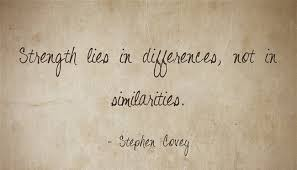 Strength lies in differences, not in
similarities.
- Stephen Covey